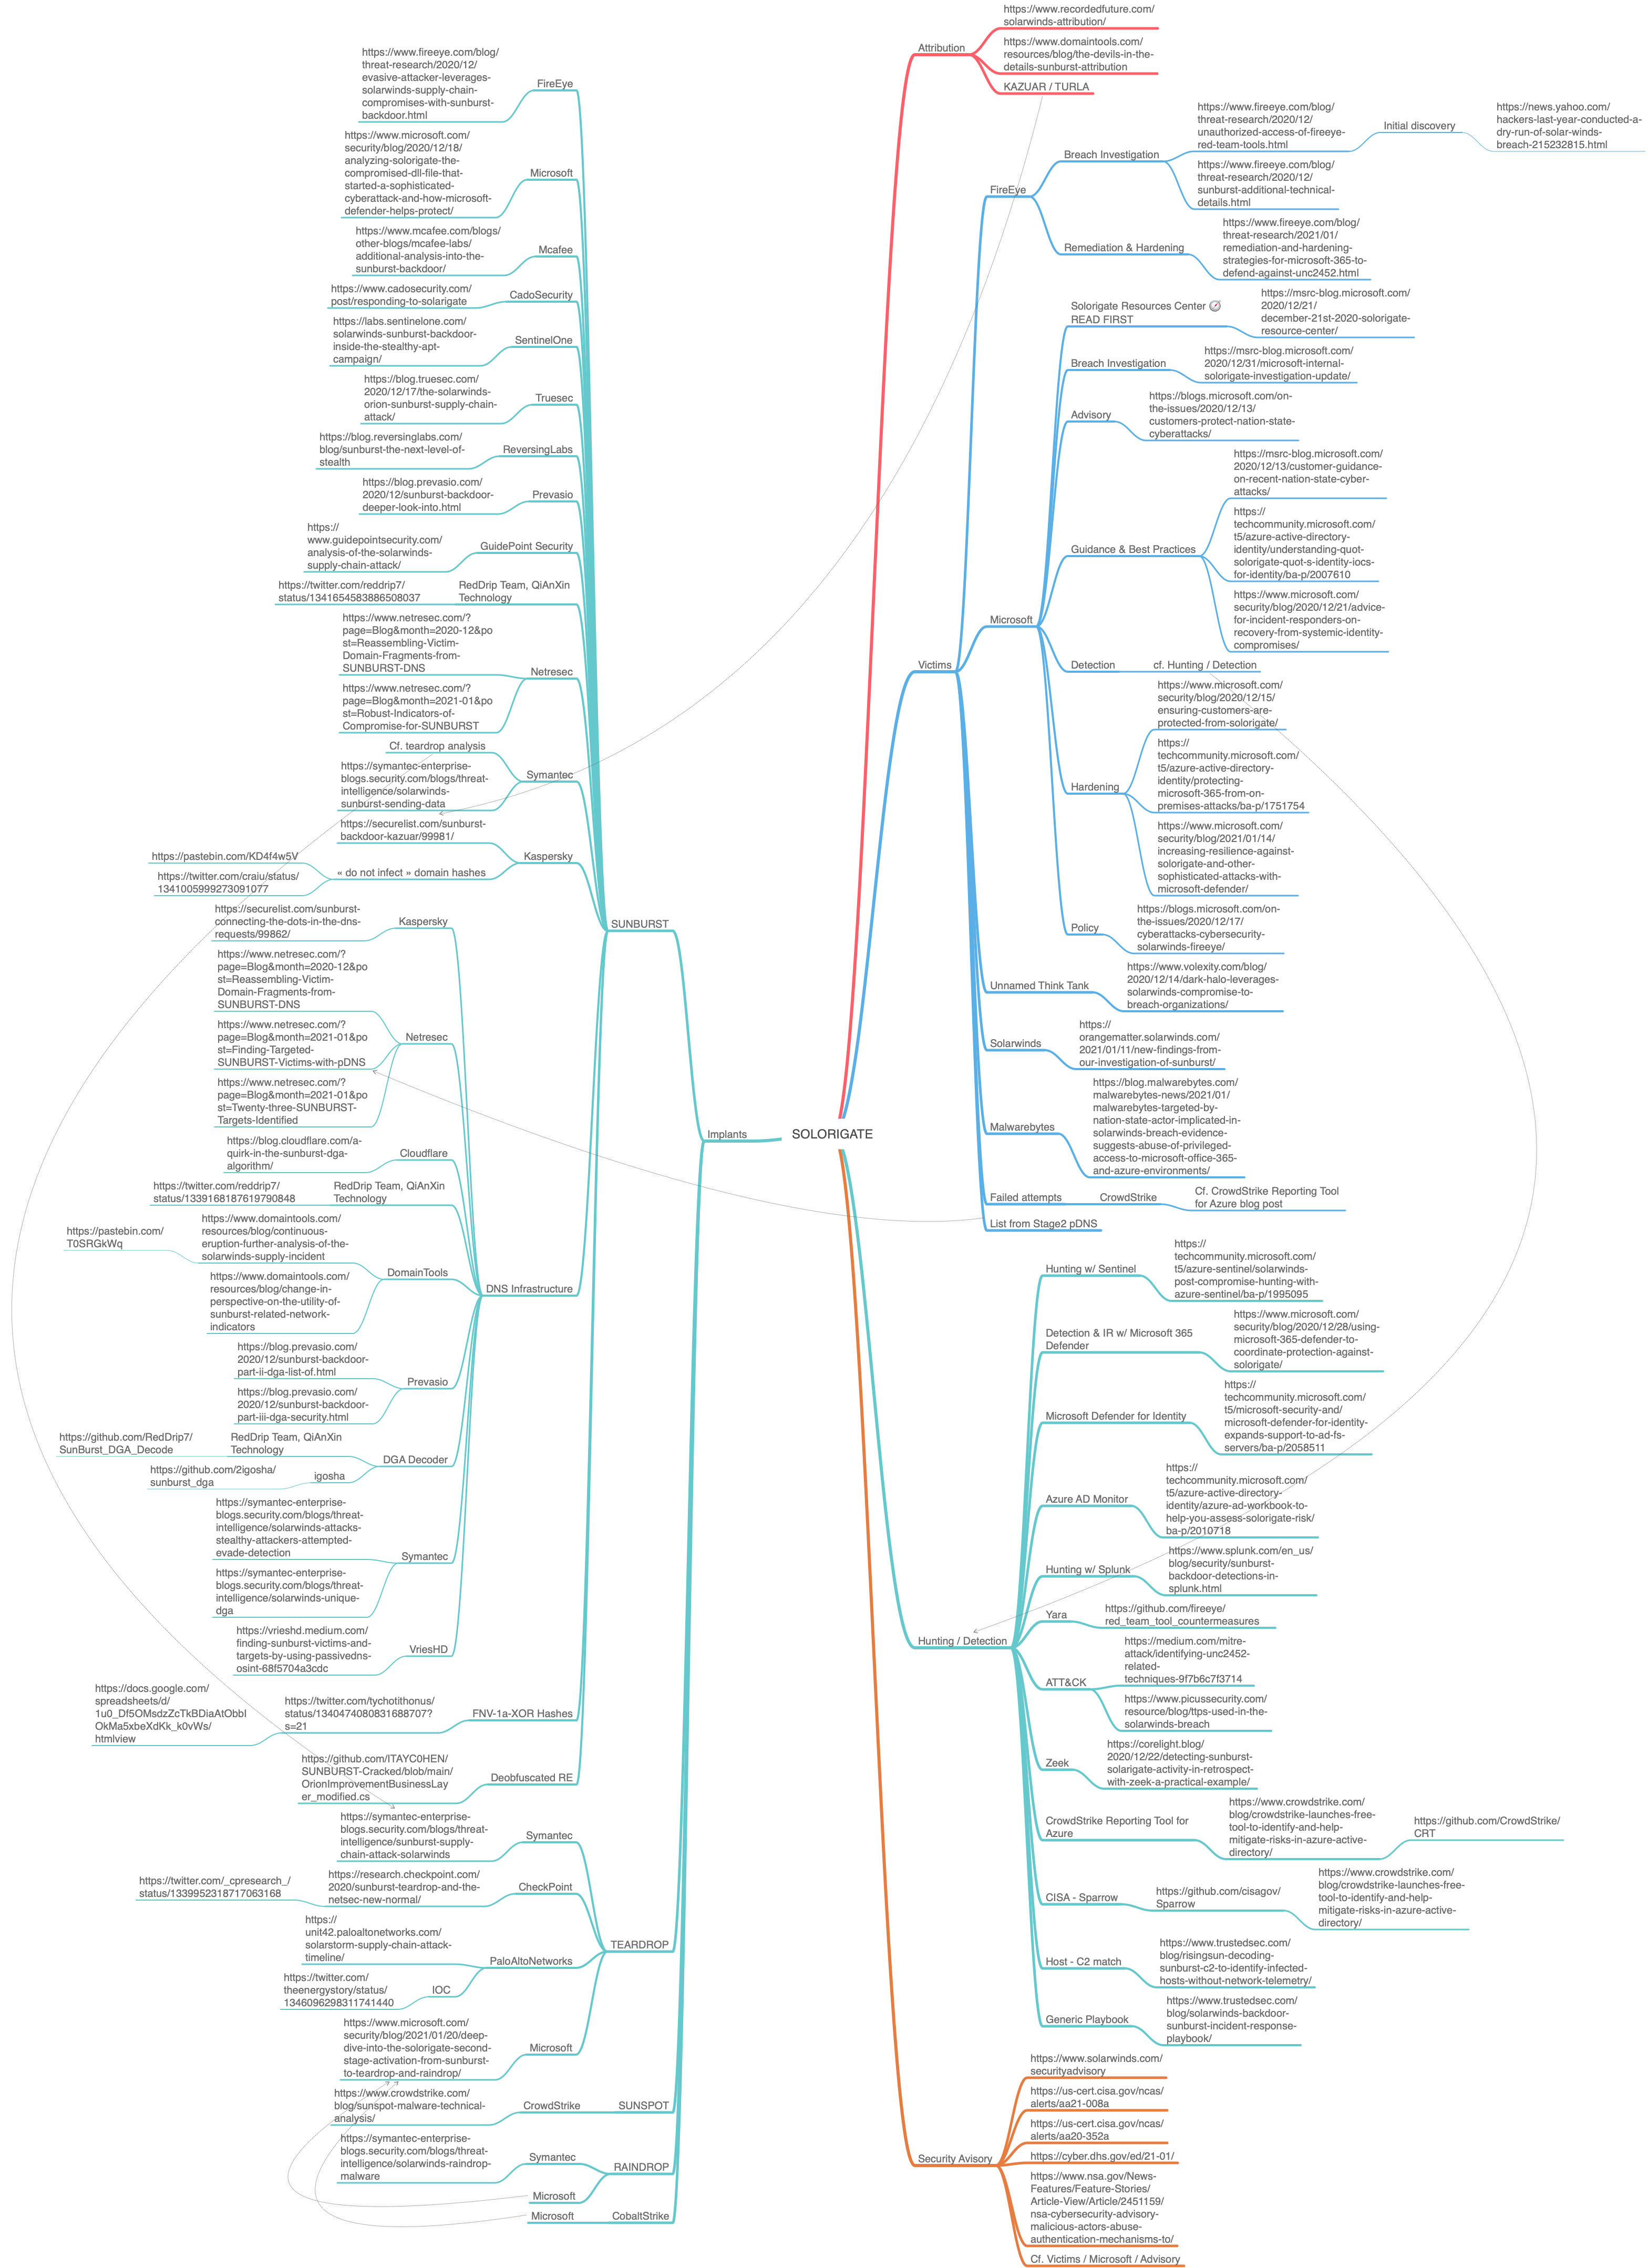 SOLORIGATE
Attribution
https://www.recordedfuture.com/
solarwinds-attribution/
https://www.domaintools.com/
resources/blog/the-devils-in-the-
details-sunburst-attribution
KAZUAR / TURLA
Victims
FireEye
Breach Investigation
https://www.fireeye.com/blog/
threat-research/2020/12/
unauthorized-access-of-fireeye-
red-team-tools.html
Initial discovery
https://news.yahoo.com/
hackers-last-year-conducted-a-
dry-run-of-solar-winds-
breach-215232815.html
https://www.fireeye.com/blog/
threat-research/2020/12/
sunburst-additional-technical-
details.html
Remediation & Hardening
https://www.fireeye.com/blog/
threat-research/2021/01/
remediation-and-hardening-
strategies-for-microsoft-365-to-
defend-against-unc2452.html
Microsoft
Solorigate Resources Center
READ FIRST
https://msrc-blog.microsoft.com/
2020/12/21/
december-21st-2020-solorigate-
resource-center/
Breach Investigation
https://msrc-blog.microsoft.com/
2020/12/31/microsoft-internal-
solorigate-investigation-update/
Advisory
https://blogs.microsoft.com/on-
the-issues/2020/12/13/
customers-protect-nation-state-
cyberattacks/
Guidance & Best Practices
https://msrc-blog.microsoft.com/
2020/12/13/customer-guidance-
on-recent-nation-state-cyber-
attacks/
https://
techcommunity.microsoft.com/
t5/azure-active-directory-
identity/understanding-quot-
solorigate-quot-s-identity-iocs-
for-identity/ba-p/2007610
https://www.microsoft.com/
security/blog/2020/12/21/advice-
for-incident-responders-on-
recovery-from-systemic-identity-
compromises/
Detection
cf. Hunting / Detection
Hardening
https://www.microsoft.com/
security/blog/2020/12/15/
ensuring-customers-are-
protected-from-solorigate/
https://
techcommunity.microsoft.com/
t5/azure-active-directory-
identity/protecting-
microsoft-365-from-on-
premises-attacks/ba-p/1751754
https://www.microsoft.com/
security/blog/2021/01/14/
increasing-resilience-against-
solorigate-and-other-
sophisticated-attacks-with-
microsoft-defender/
Policy
https://blogs.microsoft.com/on-
the-issues/2020/12/17/
cyberattacks-cybersecurity-
solarwinds-fireeye/
Unnamed Think Tank
https://www.volexity.com/blog/
2020/12/14/dark-halo-leverages-
solarwinds-compromise-to-
breach-organizations/
Solarwinds
https://
orangematter.solarwinds.com/
2021/01/11/new-findings-from-
our-investigation-of-sunburst/
Malwarebytes
https://blog.malwarebytes.com/
malwarebytes-news/2021/01/
malwarebytes-targeted-by-
nation-state-actor-implicated-in-
solarwinds-breach-evidence-
suggests-abuse-of-privileged-
access-to-microsoft-office-365-
and-azure-environments/
Failed attempts
CrowdStrike
Cf. CrowdStrike Reporting Tool
for Azure blog post
List from Stage2 pDNS
Hunting / Detection
Hunting w/ Sentinel
https://
techcommunity.microsoft.com/
t5/azure-sentinel/solarwinds-
post-compromise-hunting-with-
azure-sentinel/ba-p/1995095
Detection & IR w/ Microsoft 365
Defender
https://www.microsoft.com/
security/blog/2020/12/28/using-
microsoft-365-defender-to-
coordinate-protection-against-
solorigate/
Microsoft Defender for Identity
https://
techcommunity.microsoft.com/
t5/microsoft-security-and/
microsoft-defender-for-identity-
expands-support-to-ad-fs-
servers/ba-p/2058511
Azure AD Monitor
https://
techcommunity.microsoft.com/
t5/azure-active-directory-
identity/azure-ad-workbook-to-
help-you-assess-solorigate-risk/
ba-p/2010718
Hunting w/ Splunk
https://www.splunk.com/en_us/
blog/security/sunburst-
backdoor-detections-in-
splunk.html
Yara
https://github.com/fireeye/
red_team_tool_countermeasures
ATT&CK
https://medium.com/mitre-
attack/identifying-unc2452-
related-
techniques-9f7b6c7f3714
https://www.picussecurity.com/
resource/blog/ttps-used-in-the-
solarwinds-breach
Zeek
https://corelight.blog/
2020/12/22/detecting-sunburst-
solarigate-activity-in-retrospect-
with-zeek-a-practical-example/
CrowdStrike Reporting Tool for
Azure
https://www.crowdstrike.com/
blog/crowdstrike-launches-free-
tool-to-identify-and-help-
mitigate-risks-in-azure-active-
directory/
https://github.com/CrowdStrike/
CRT
CISA - Sparrow
https://github.com/cisagov/
Sparrow
https://www.crowdstrike.com/
blog/crowdstrike-launches-free-
tool-to-identify-and-help-
mitigate-risks-in-azure-active-
directory/
Host - C2 match
https://www.trustedsec.com/
blog/risingsun-decoding-
sunburst-c2-to-identify-infected-
hosts-without-network-telemetry/
Generic Playbook
https://www.trustedsec.com/
blog/solarwinds-backdoor-
sunburst-incident-response-
playbook/
Security Avisory
https://www.solarwinds.com/
securityadvisory
https://us-cert.cisa.gov/ncas/
alerts/aa21-008a
https://us-cert.cisa.gov/ncas/
alerts/aa20-352a
https://cyber.dhs.gov/ed/21-01/
https://www.nsa.gov/News-
Features/Feature-Stories/
Article-View/Article/2451159/
nsa-cybersecurity-advisory-
malicious-actors-abuse-
authentication-mechanisms-to/
Cf. Victims / Microsoft / Advisory
Implants
SUNBURST
FireEye
https://www.fireeye.com/blog/
threat-research/2020/12/
evasive-attacker-leverages-
solarwinds-supply-chain-
compromises-with-sunburst-
backdoor.html
Microsoft
https://www.microsoft.com/
security/blog/2020/12/18/
analyzing-solorigate-the-
compromised-dll-file-that-
started-a-sophisticated-
cyberattack-and-how-microsoft-
defender-helps-protect/
Mcafee
https://www.mcafee.com/blogs/
other-blogs/mcafee-labs/
additional-analysis-into-the-
sunburst-backdoor/
CadoSecurity
https://www.cadosecurity.com/
post/responding-to-solarigate
SentinelOne
https://labs.sentinelone.com/
solarwinds-sunburst-backdoor-
inside-the-stealthy-apt-
campaign/
Truesec
https://blog.truesec.com/
2020/12/17/the-solarwinds-
orion-sunburst-supply-chain-
attack/
ReversingLabs
https://blog.reversinglabs.com/
blog/sunburst-the-next-level-of-
stealth
Prevasio
https://blog.prevasio.com/
2020/12/sunburst-backdoor-
deeper-look-into.html
GuidePoint Security
https://
www.guidepointsecurity.com/
analysis-of-the-solarwinds-
supply-chain-attack/
RedDrip Team, QiAnXin
Technology
https://twitter.com/reddrip7/
status/1341654583886508037
Netresec
https://www.netresec.com/?
page=Blog&month=2020-12&po
st=Reassembling-Victim-
Domain-Fragments-from-
SUNBURST-DNS
https://www.netresec.com/?
page=Blog&month=2021-01&po
st=Robust-Indicators-of-
Compromise-for-SUNBURST
Symantec
Cf. teardrop analysis
https://symantec-enterprise-
blogs.security.com/blogs/threat-
intelligence/solarwinds-
sunburst-sending-data
Kaspersky
https://securelist.com/sunburst-
backdoor-kazuar/99981/
« do not infect » domain hashes
https://pastebin.com/KD4f4w5V
https://twitter.com/craiu/status/
1341005999273091077
DNS Infrastructure
Kaspersky
https://securelist.com/sunburst-
connecting-the-dots-in-the-dns-
requests/99862/
Netresec
https://www.netresec.com/?
page=Blog&month=2020-12&po
st=Reassembling-Victim-
Domain-Fragments-from-
SUNBURST-DNS
https://www.netresec.com/?
page=Blog&month=2021-01&po
st=Finding-Targeted-
SUNBURST-Victims-with-pDNS
https://www.netresec.com/?
page=Blog&month=2021-01&po
st=Twenty-three-SUNBURST-
Targets-Identified
Cloudflare
https://blog.cloudflare.com/a-
quirk-in-the-sunburst-dga-
algorithm/
RedDrip Team, QiAnXin
Technology
https://twitter.com/reddrip7/
status/1339168187619790848
DomainTools
https://www.domaintools.com/
resources/blog/continuous-
eruption-further-analysis-of-the-
solarwinds-supply-incident
https://pastebin.com/
T0SRGkWq
https://www.domaintools.com/
resources/blog/change-in-
perspective-on-the-utility-of-
sunburst-related-network-
indicators
Prevasio
https://blog.prevasio.com/
2020/12/sunburst-backdoor-
part-ii-dga-list-of.html
https://blog.prevasio.com/
2020/12/sunburst-backdoor-
part-iii-dga-security.html
DGA Decoder
RedDrip Team, QiAnXin
Technology
https://github.com/RedDrip7/
SunBurst_DGA_Decode
igosha
https://github.com/2igosha/
sunburst_dga
Symantec
https://symantec-enterprise-
blogs.security.com/blogs/threat-
intelligence/solarwinds-attacks-
stealthy-attackers-attempted-
evade-detection
https://symantec-enterprise-
blogs.security.com/blogs/threat-
intelligence/solarwinds-unique-
dga
VriesHD
https://vrieshd.medium.com/
finding-sunburst-victims-and-
targets-by-using-passivedns-
osint-68f5704a3cdc
FNV-1a-XOR Hashes
https://twitter.com/tychotithonus/
status/1340474080831688707?
s=21
https://docs.google.com/
spreadsheets/d/
1u0_Df5OMsdzZcTkBDiaAtObbI
OkMa5xbeXdKk_k0vWs/
htmlview
Deobfuscated RE
https://github.com/ITAYC0HEN/
SUNBURST-Cracked/blob/main/
OrionImprovementBusinessLay
er_modified.cs
TEARDROP
Symantec
https://symantec-enterprise-
blogs.security.com/blogs/threat-
intelligence/sunburst-supply-
chain-attack-solarwinds
CheckPoint
https://research.checkpoint.com/
2020/sunburst-teardrop-and-the-
netsec-new-normal/
https://twitter.com/_cpresearch_/
status/1339952318717063168
PaloAltoNetworks
https://
unit42.paloaltonetworks.com/
solarstorm-supply-chain-attack-
timeline/
IOC
https://twitter.com/
theenergystory/status/
1346096298311741440
Microsoft
https://www.microsoft.com/
security/blog/2021/01/20/deep-
dive-into-the-solorigate-second-
stage-activation-from-sunburst-
to-teardrop-and-raindrop/
SUNSPOT
CrowdStrike
https://www.crowdstrike.com/
blog/sunspot-malware-technical-
analysis/
RAINDROP
Symantec
https://symantec-enterprise-
blogs.security.com/blogs/threat-
intelligence/solarwinds-raindrop-
malware
Microsoft
CobaltStrike
Microsoft